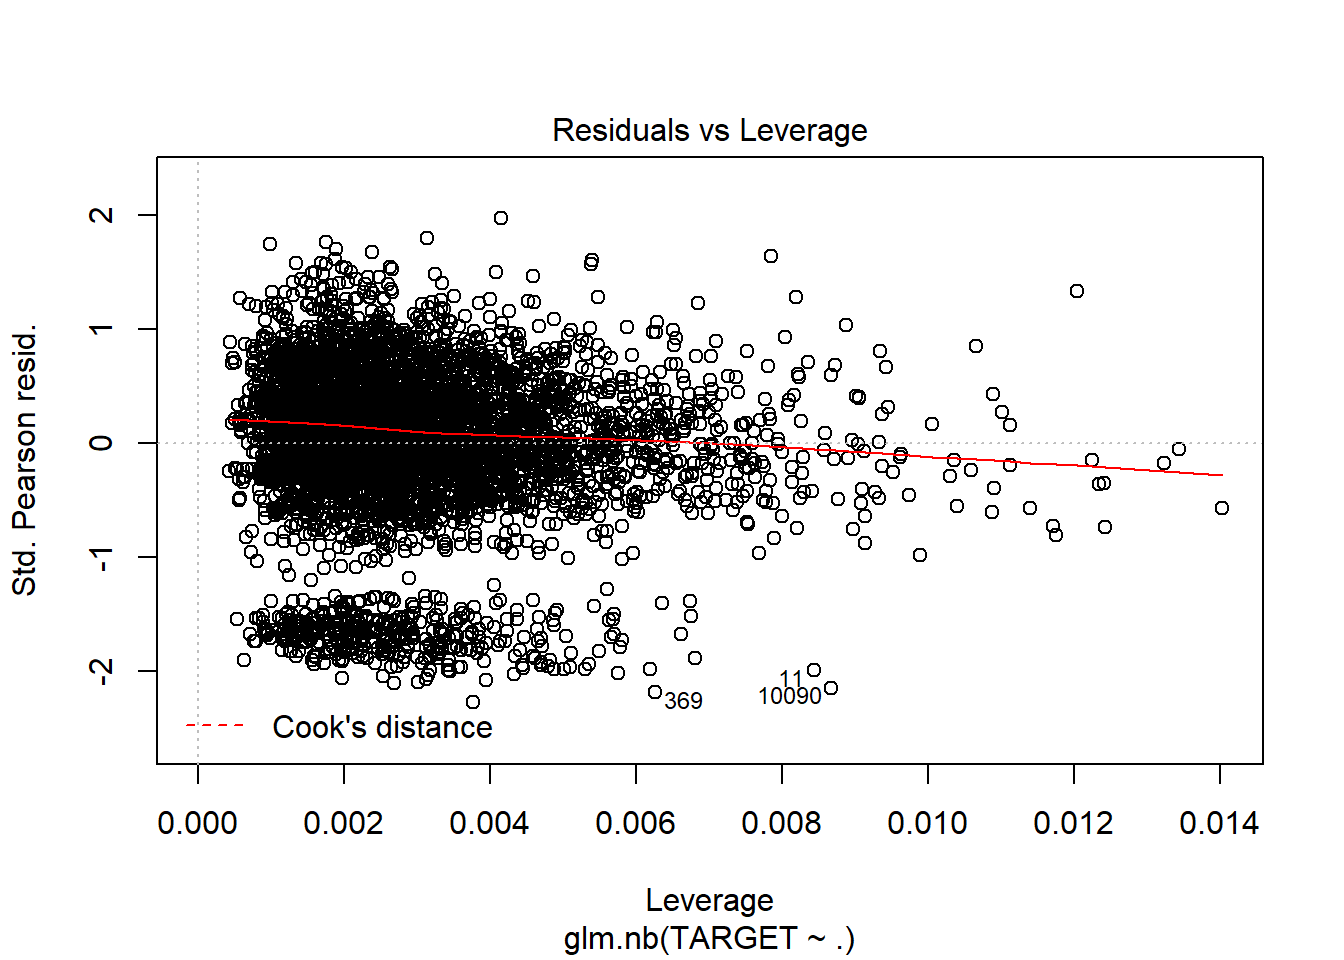 Residuals vs Leverage
Std. Pearson resid.
2
1
0
-1
-2
11
10090
369
Cook's distance
0.000 0.002 0.004 0.006 0.008 0.010 0.012 0.014
Leverage
glm.nb(TARGET ~ .)